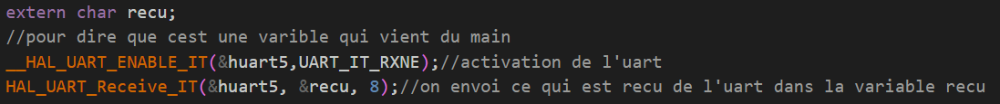 extern char recu;
//pour dire que cest une varible qui vient du main
__HAL_UART_ENABLE_IT(&huart5,UART_IT_RXNE);//activation de l'uart
HAL_UART_Receive_IT(&huart5, &recu, 8);//on envoi ce qui est recu de l'uart dans la variable recu